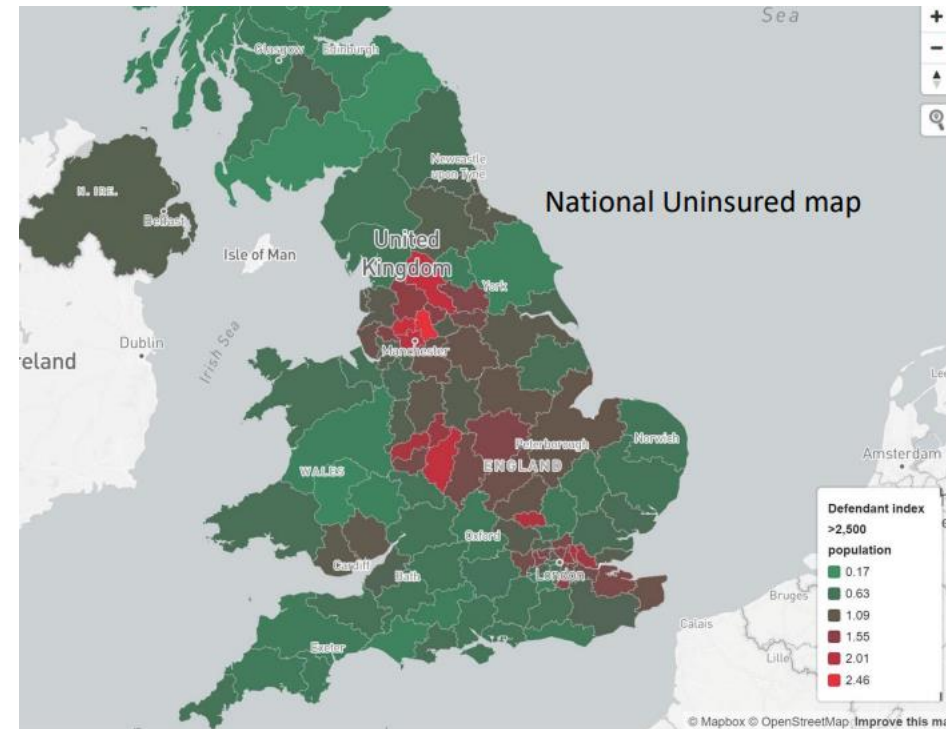 Sea
Glasgow
Edinburgh
Newcastle
upon Tyne
National Uninsured map
N. IRE.
Belfast
Isle of Man
United
Kingdom
York
Irish Sea
Dublin
reland
Manchester
Peterborough
Norwich
WALES
ENGLAND
Amsterdam
Oxford
Cardiff
Bath
London
Exeter
Bruges
Calais
Lille
Defendant index
>2,500
population
0.17
0.63
1.09
1.55
2.01
2.46
© Mapbox © OpenStreetMap Improve this ma